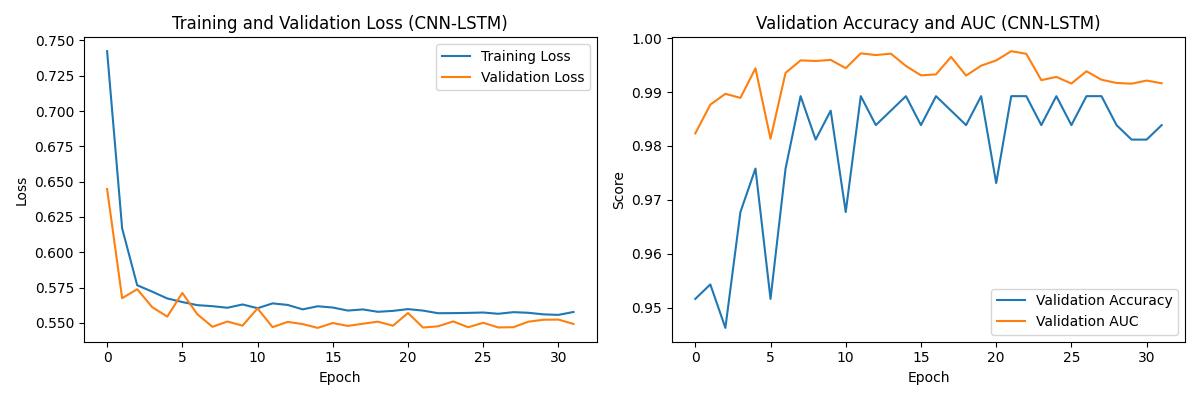 Training and Validation Loss (CNN-LSTM)
0.750
0.725
0.700
0.675
0.650
0.625
0.600
0.575
0.550
Loss
0
5
10
15
20
25
30
Epoch
Training Loss
Validation Loss
Validation Accuracy and AUC (CNN-LSTM)
1.00
0.99
0.98
0.97
0.96
0.95
Score
0
5
10
15
20
25
30
Epoch
Validation Accuracy
Validation AUC